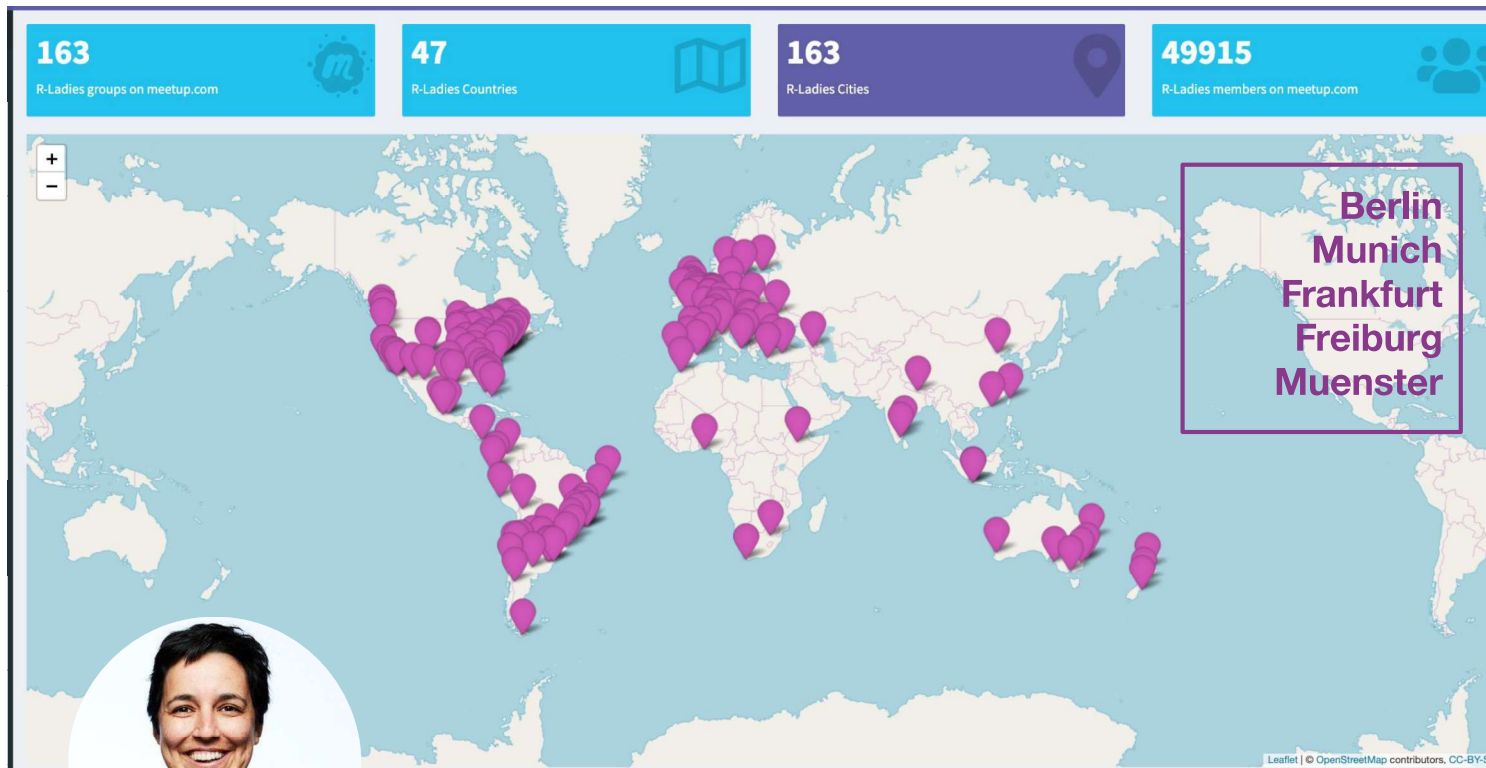 163
R-Ladies groups on meetup.com
47
R-Ladies Countries
163
R-Ladies Cities
49915
R-Ladies members on meetup.com
+
−
Berlin
Munich
Frankfurt
Freiburg
Muenster
Leaflet | © OpenStreetMap contributors, CC-BY-S